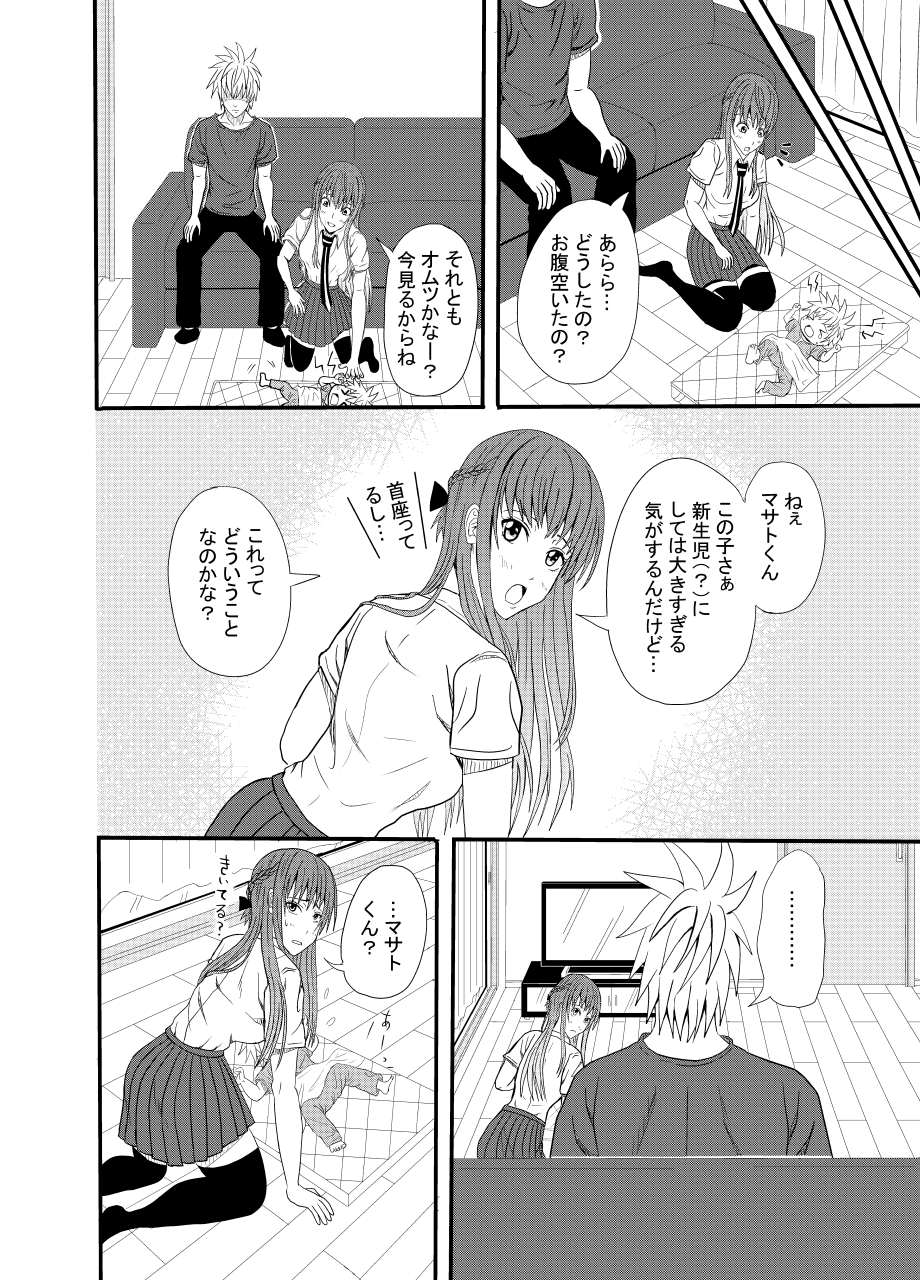 あらら…
どうしたの？
お腹空いたの？
それとも
オムツかなー？
今見るからね
ねぇ
マサトくん
この子さぁ
新生児（？）に
しては大きすぎる
気がするんだけど…
首座って
るし…
これって
どういうこと
なのかな？
………
…マサト
くん？
きいてる？
あーっ